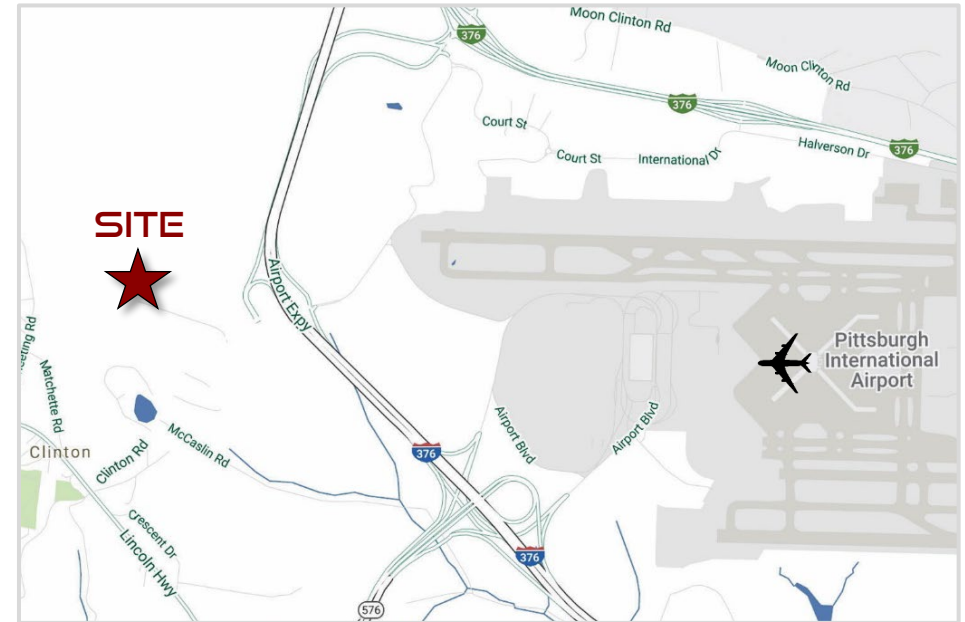 Moon Clinton Rd
376
Moon Clinton Rd
376
Court St
Halverson Dr
376
Court St
International Dr
SITE
Airport Expy
Pittsburgh
International
Airport
Matchette Rd
Airport Blvd
Airport Blvd
McCaslin Rd
Clinton
Clinton Rd
376
Crescent Dr
Lincoln Hwy
376
576